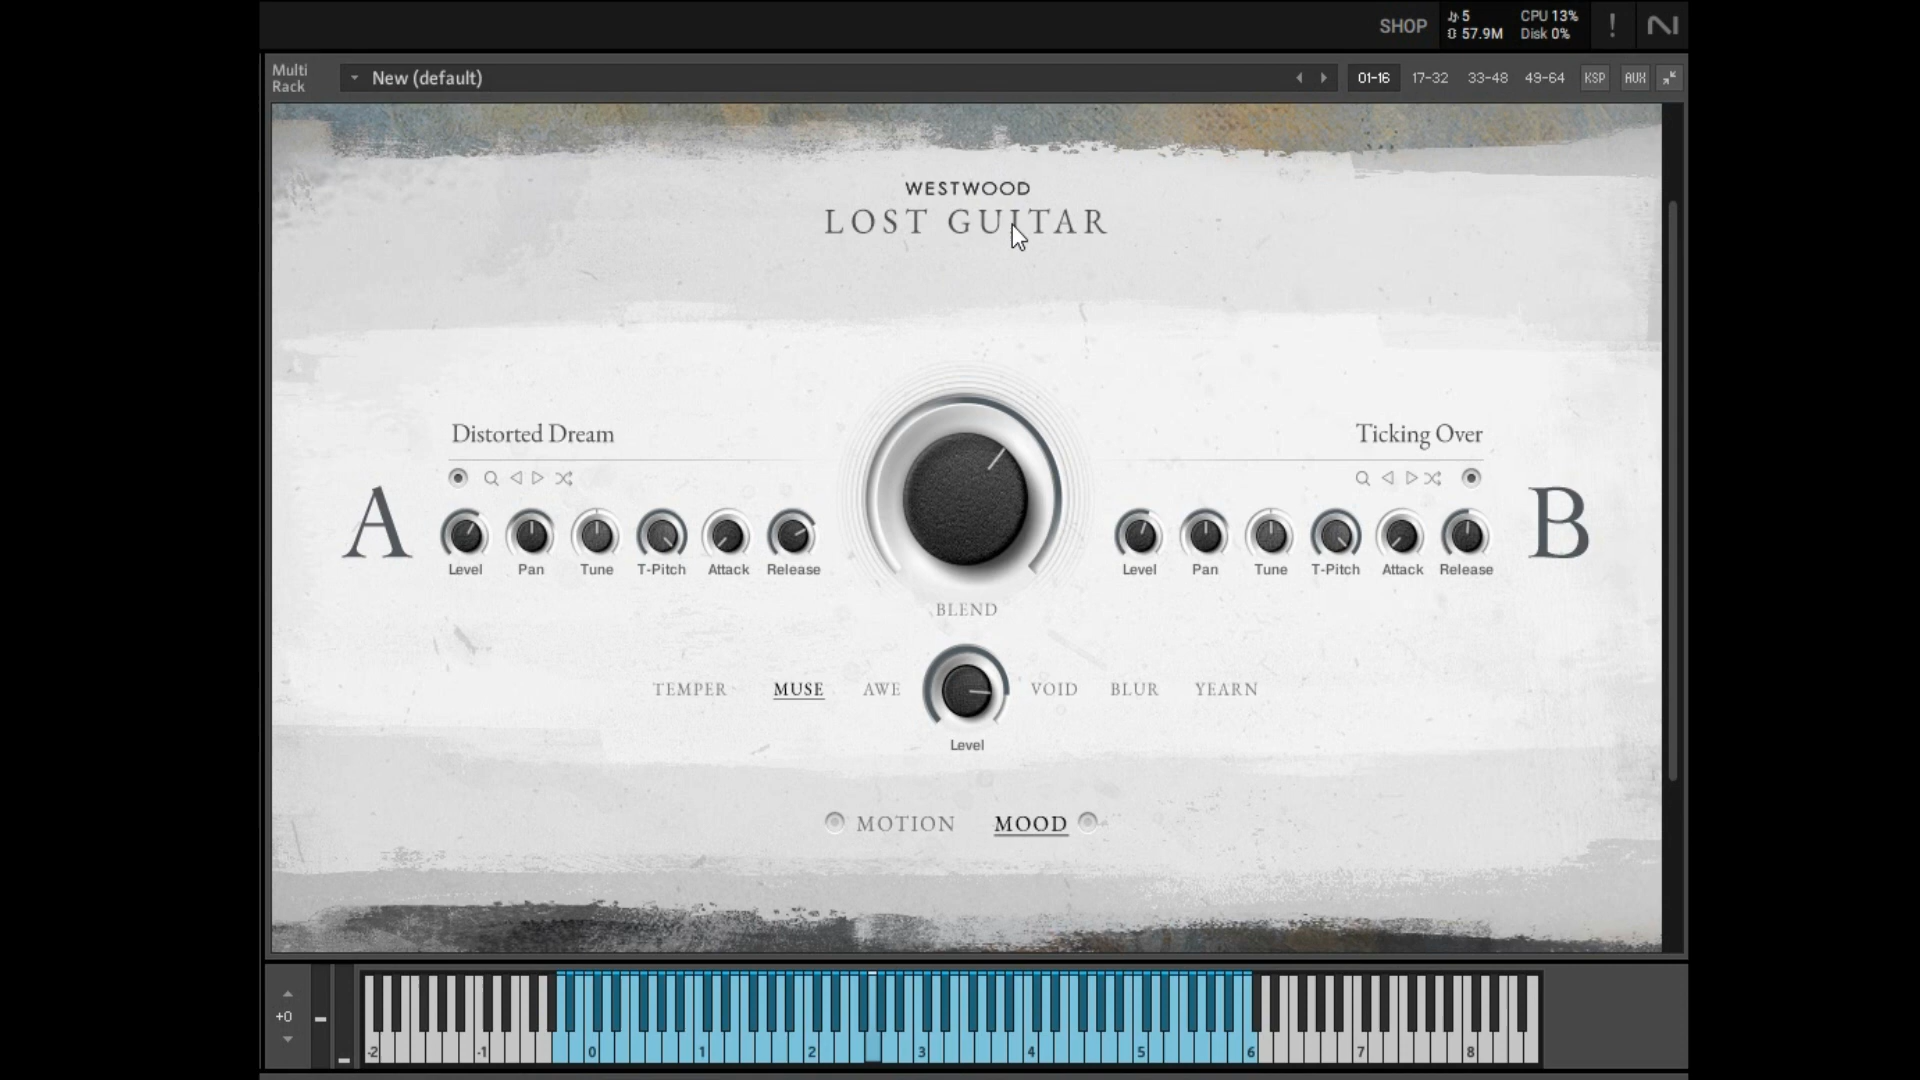 SHOP
5
57.9M
CPU 13%
Disk 0%
!
Multi
Rack
New (default)
01-16
17-32
33-48
49-64
KSP
AUX
WESTWOOD
LOST GUITAR
Distorted Dream
Ticking Over
A
Level
Pan
Tune
T-Pitch
Attack
Release
BLEND
Level
Pan
Tune
T-Pitch
Attack
Release
B
TEMPER
MUSE
AWE
VOID
BLUR
YEARN
Level
MOTION
MOOD
+0
-2
-1
0
1
2
3
4
5
6
7
8